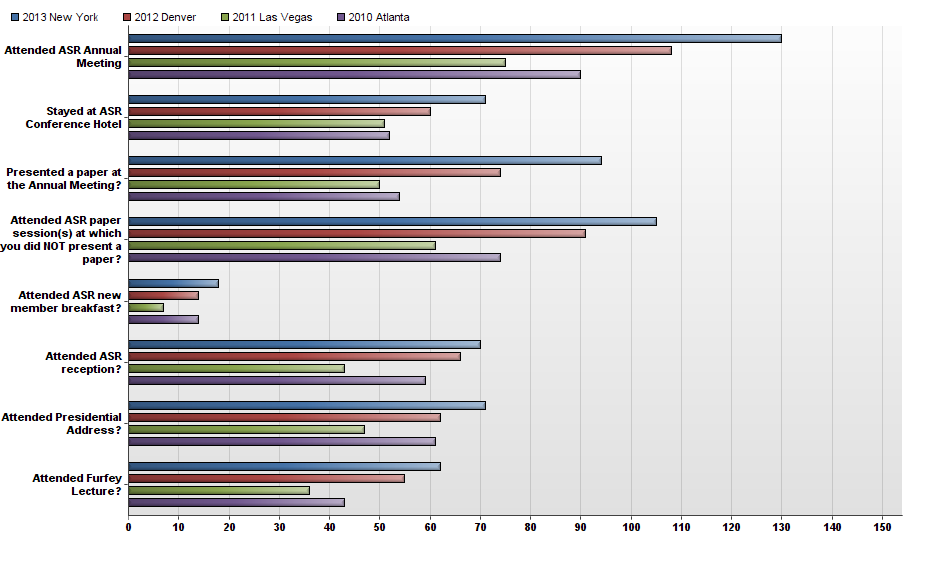 2013 New York 2012 Denver 2011 Las Vegas 2010 Atlanta
Attended ASR Annual
Meeting
Stayed at ASR
Conference Hotel
Presented a paper at
the Annual Meeting?
Attended ASR paper
session(s) at which
you did NOT present a
paper?
Attended ASR new
member breakfast?
Attended ASR
reception?
Attended Presidential
Address?
Attended Furfey
Lecture?
0 10 20 30 40 50 60 70 80 90 100 110 120 130 140 150